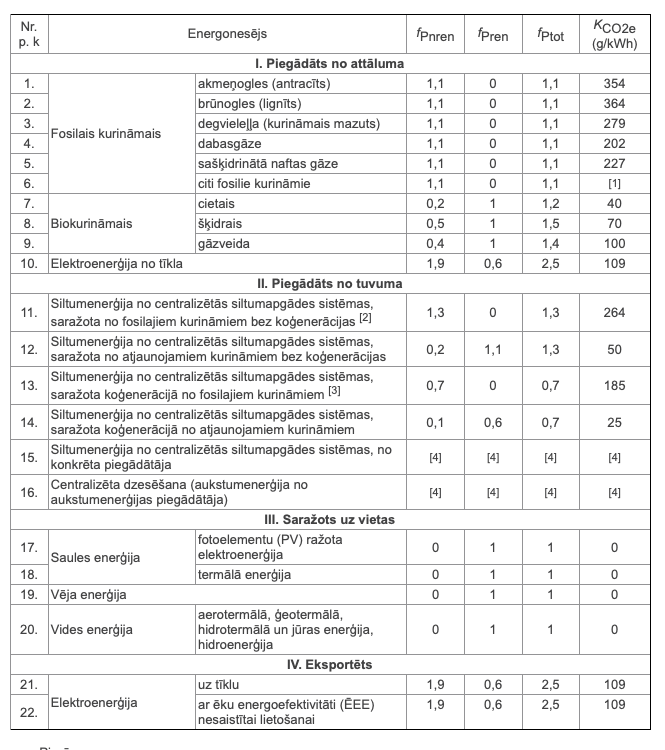 Nr. p. k Energonesējs fPnren fPren fPtot KCO2e (g/kWh)
I. Piegādāts no attāluma
1. Fosilais kurināmais akmeņogles (antracīts) 1,1 0 1,1 354
2. brūnogles (lignīts) 1,1 0 1,1 364
3. degvieleļļa (kurināmais mazuts) 1,1 0 1,1 279
4. dabasgāze 1,1 0 1,1 202
5. sašķidrinātā naftas gāze 1,1 0 1,1 227
6. citi fosilie kurināmie 1,1 0 1,1 [1]
7. Biokurināmais cietais 0,2 1 1,2 40
8. šķidrais 0,5 1 1,5 70
9. gāzveida 0,4 1 1,4 100
10. Elektroenerģija no tīkla 1,9 0,6 2,5 109
II. Piegādāts no tuvuma
11. Siltumenerģija no centralizētās siltumapgādes sistēmas,
saražota no fosilajiem kurināmiem bez koģenerācijas [2] 1,3 0 1,3 264
12. Siltumenerģija no centralizētās siltumapgādes sistēmas,
saražota no atjaunojamiem kurināmiem bez koģenerācijas 0,2 1,1 1,3 50
13. Siltumenerģija no centralizētās siltumapgādes sistēmas,
saražota koģenerācijā no fosilajiem kurināmiem [3] 0,7 0 0,7 185
14. Siltumenerģija no centralizētās siltumapgādes sistēmas,
saražota koģenerācijā no atjaunojamiem kurināmiem 0,1 0,6 0,7 25
15. Siltumenerģija no centralizētās siltumapgādes sistēmas, no
konkrēta piegādātāja [4] [4] [4] [4]
16. Centralizēta dzesēšana (aukstumenerģija no
aukstumenerģijas piegādātāja) [4] [4] [4] [4]
III. Saražots uz vietas
17. Saules enerģija fotoelementu (PV) ražota
elektroenerģija 0 1 1 0
18. termālā enerģija 0 1 1 0
19. Vēja enerģija 0 1 1 0
20. Vides enerģija aerotermālā, ģeotermālā,
hidrotermālā un jūras enerģija,
hidroenerģija 0 1 1 0
IV. Eksportēts
21. Elektroenerģija uz tīklu 1,9 0,6 2,5 109
22. ar ēku energoefektivitāti (ĒEE)
nesaistītai lietošanai 1,9 0,6 2,5 109